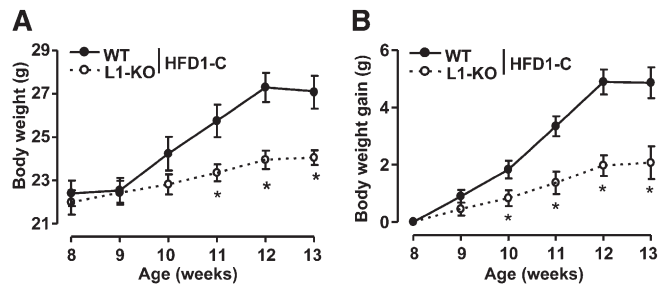 A
B
WT
L1-KO
HFD1-C
Body weight (g)
29
27
25
23
21
8 9 10 11 12 13
Age (weeks)
* * *
WT
L1-KO
HFD1-C
Body weight gain (g)
6
4
2
0
8 9 10 11 12 13
Age (weeks)
* * * *